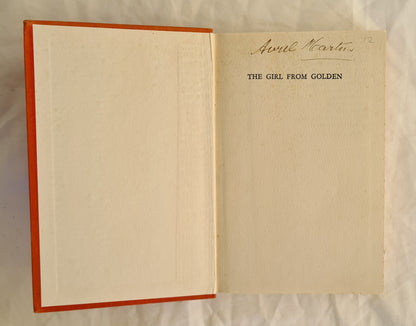 Avril Martin
THE GIRL FROM GOLDEN